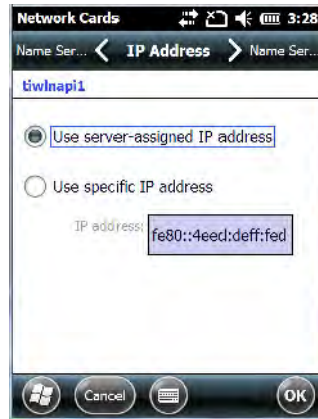 Network Cards 3:28
Name Ser... IP Address Name Ser...
tiwlnapi1
Use server-assigned IP address
Use specific IP address
IP address: fe80::4eed:deff:fed
Cancel OK